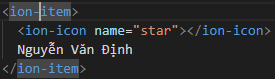 <ion-item>
<ion-icon name="star"></ion-icon>
Nguyễn Văn Định
</ion-item>